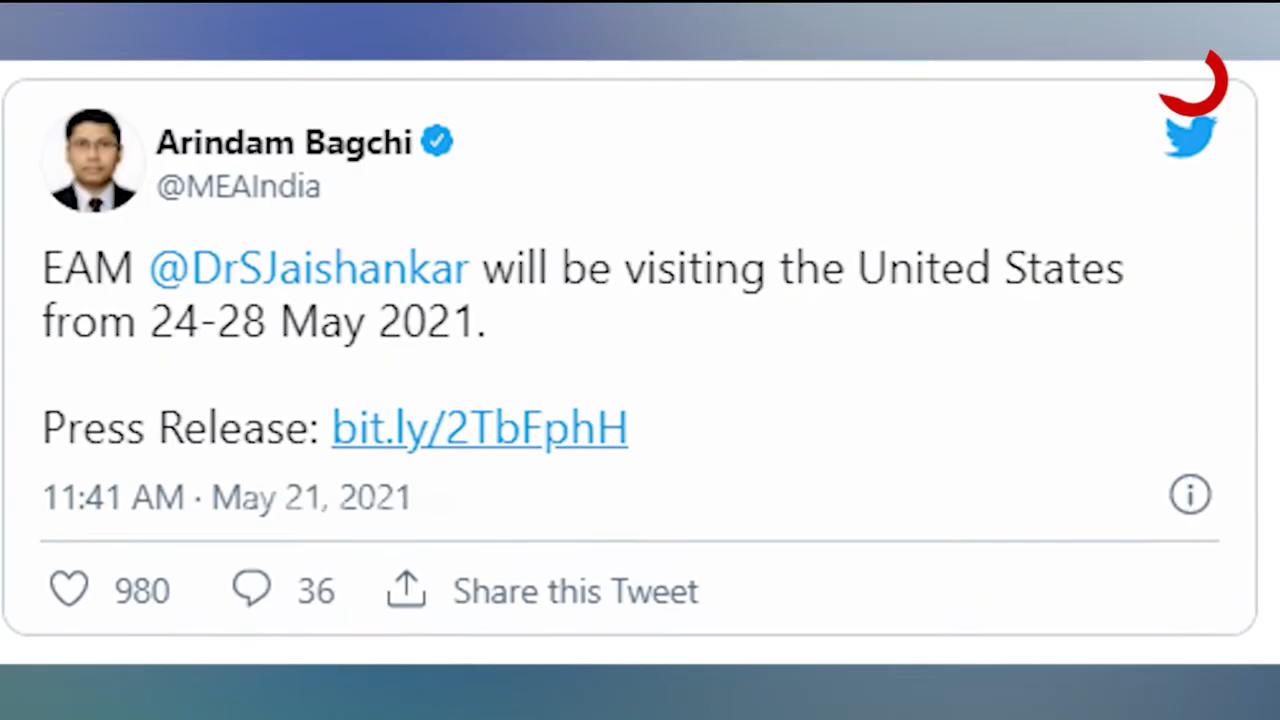 Arindam Bagchi
@MEAIndia
EAM @DrSJaishankar will be visiting the United States
from 24-28 May 2021.
Press Release: bit.ly/2TbFphH
11:41 AM · May 21, 2021
980 36 Share this Tweet